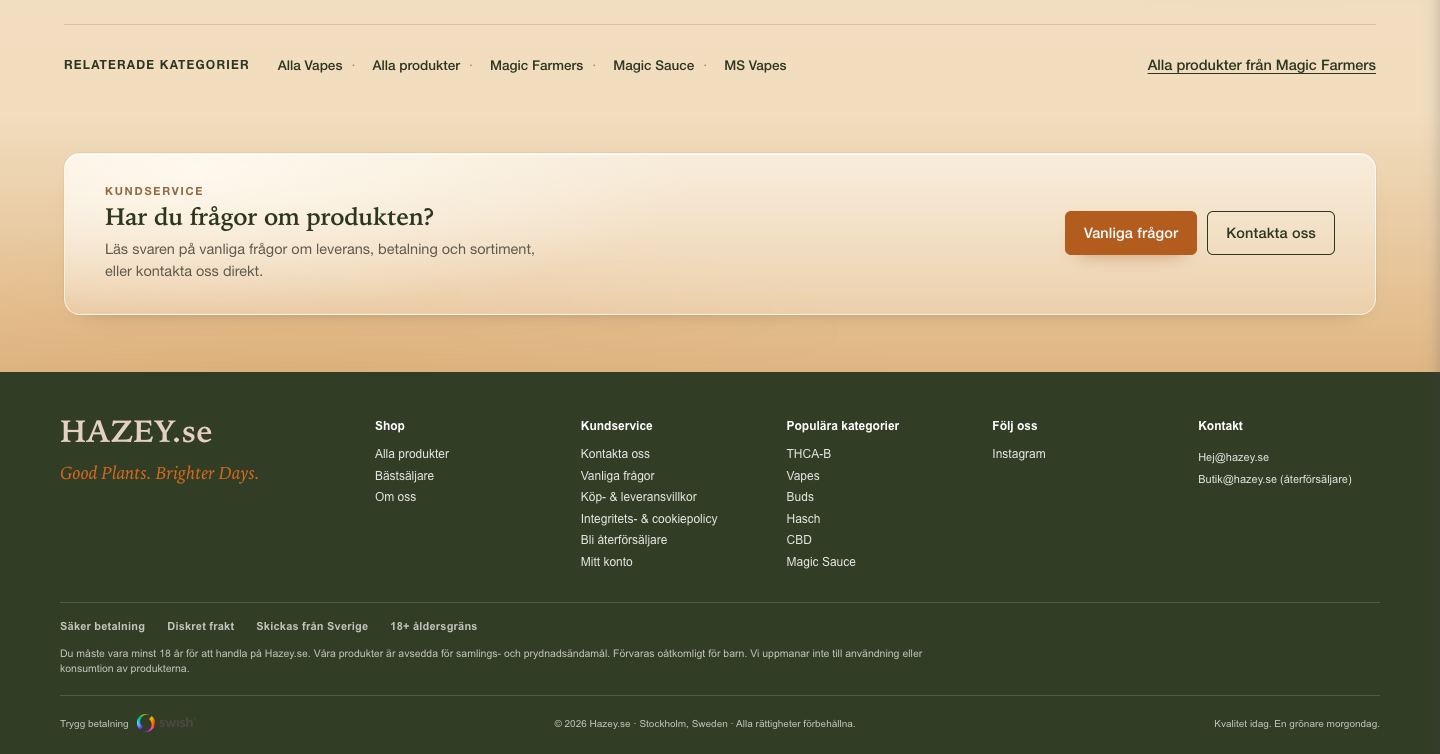 RELATERADE KATEGORIER Alla Vapes · Alla produkter · Magic Farmers · Magic Sauce · MS Vapes Alla produkter från Magic Farmers
KUNDSERVICE
Har du frågor om produkten?
Läs svaren på vanliga frågor om leverans, betalning och sortiment,
eller kontakta oss direkt.
Vanliga frågor Kontakta oss
HAZEY.se
Good Plants. Brighter Days.
Shop
Alla produkter
Bästsäljare
Om oss
Kundservice
Kontakta oss
Vanliga frågor
Köp- & leveransvillkor
Integritets- & cookiepolicy
Bli återförsäljare
Mitt konto
Populära kategorier
THCA-B
Vapes
Buds
Hasch
CBD
Magic Sauce
Följ oss
Instagram
Kontakt
Hej@hazey.se
Butik@hazey.se (återförsäljare)
Säker betalning Diskret frakt Skickas från Sverige 18+ åldersgräns
Du måste vara minst 18 år för att handla på Hazey.se. Våra produkter är avsedda för samlings- och prydnadsändamål. Förvaras oåtkomligt för barn. Vi uppmanar inte till användning eller
konsumtion av produkterna.
Trygg betalning swish © 2026 Hazey.se · Stockholm, Sweden · Alla rättigheter förbehållna. Kvalitet idag. En grönare morgondag.